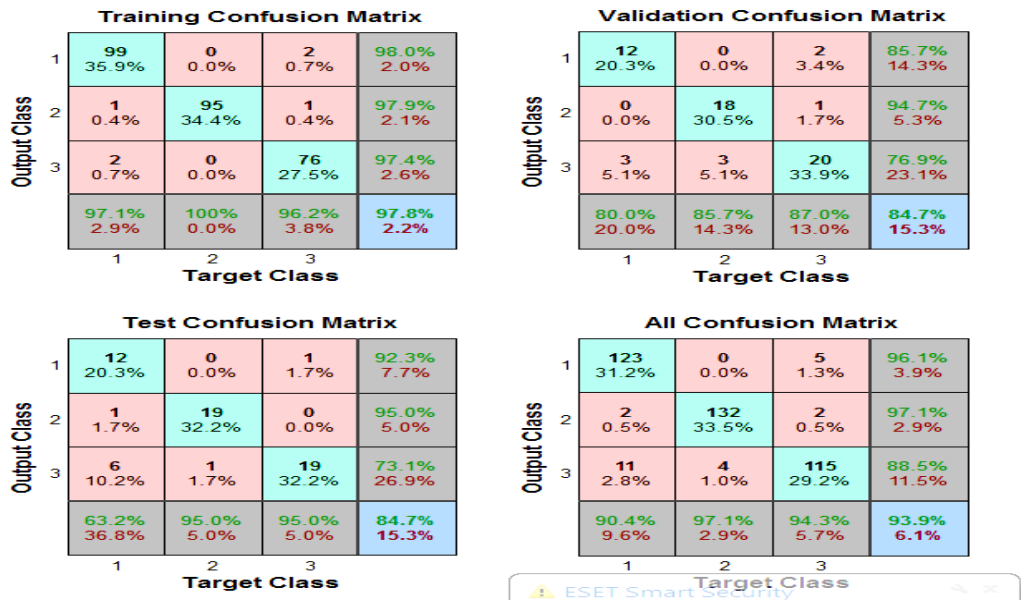 Training Confusion Matrix
1 99 0 2 98.0%
35.9% 0.0% 0.7% 2.0%
2 1 95 1 97.9%
0.4% 34.4% 0.4% 2.1%
3 2 0 76 97.4%
0.7% 0.0% 27.5% 2.6%
97.1% 100% 96.2% 97.8%
2.9% 0.0% 3.8% 2.2%
1 2 3
Target Class
Output Class
Validation Confusion Matrix
1 12 0 2 85.7%
20.3% 0.0% 3.4% 14.3%
2 0 18 1 94.7%
0.0% 30.5% 1.7% 5.3%
3 3 3 20 76.9%
5.1% 5.1% 33.9% 23.1%
80.0% 85.7% 87.0% 84.7%
20.0% 14.3% 13.0% 15.3%
1 2 3
Target Class
Output Class
Test Confusion Matrix
1 12 0 1 92.3%
20.3% 0.0% 1.7% 7.7%
2 1 19 0 95.0%
1.7% 32.2% 0.0% 5.0%
3 6 1 19 73.1%
10.2% 1.7% 32.2% 26.9%
63.2% 95.0% 95.0% 84.7%
36.8% 5.0% 5.0% 15.3%
1 2 3
Target Class
Output Class
All Confusion Matrix
1 123 0 5 96.1%
31.2% 0.0% 1.3% 3.9%
2 2 132 2 97.1%
0.5% 33.5% 0.5% 2.9%
3 11 4 115 88.5%
2.8% 1.0% 29.2% 11.5%
90.4% 97.1% 94.3% 93.9%
9.6% 2.9% 5.7% 6.1%
1 2 3
Target Class
Output Class
ESET Smart Security